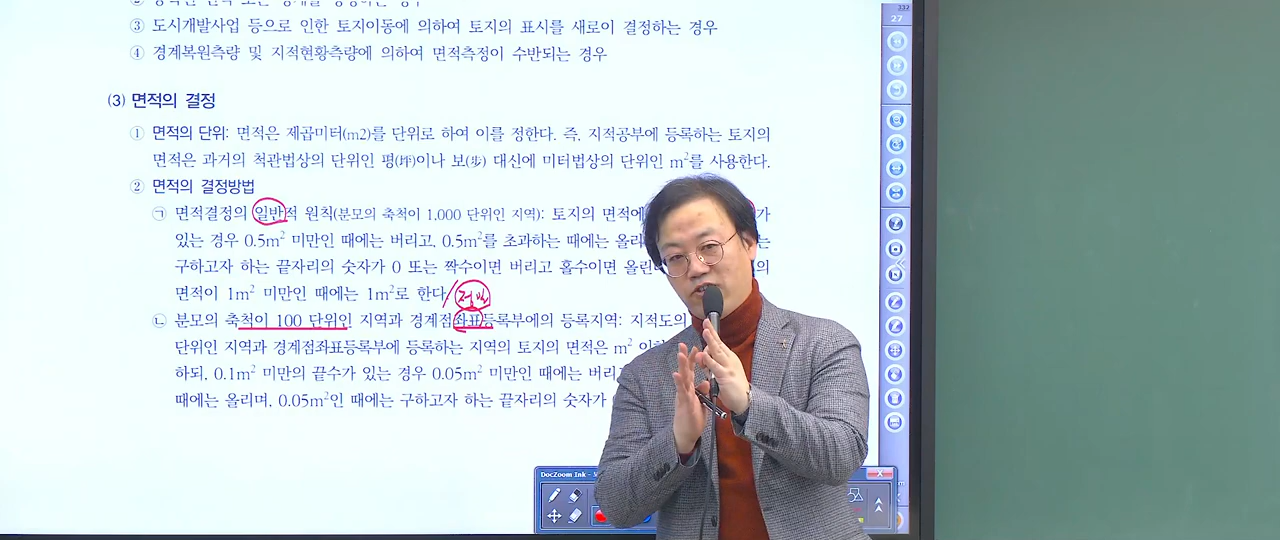 ③ 도시개발사업 등으로 인한 토지이동에 의하여 토지의 표시를 새로이 결정하는 경우
④ 경계복원측량 및 지적현황측량에 의하여 면적측정이 수반되는 경우
(3) 면적의 결정
① 면적의 단위: 면적은 제곱미터(m2)를 단위로 하여 이를 정한다. 즉, 지적공부에 등록하는 토지의
면적은 과거의 척관법상의 단위인 평(坪)이나 보(步) 대신에 미터법상의 단위인 m²를 사용한다.
② 면적의 결정방법
㉠ 면적결정의 일반적 원칙(분모의 축척이 1,000 단위인 지역): 토지의 면적에 가
있는 경우 0.5m² 미만인 때에는 버리고, 0.5m²를 초과하는 때에는 올리 는
구하고자 하는 끝자리의 숫자가 0 또는 짝수이면 버리고 홀수이면 올린 의
면적이 1m² 미만인 때에는 1m²로 한다.
정밀
㉡ 분모의 축척이 100 단위인 지역과 경계점좌표등록부에의 등록지역: 지적도의
단위인 지역과 경계점좌표등록부에 등록하는 지역의 토지의 면적은 m²
하되, 0.1m² 미만의 끝수가 있는 경우 0.05m² 미만인 때에는 버리고
때에는 올리며, 0.05m²인 때에는 구하고자 하는 끝자리의 숫자가
332
27
DocZoom Ink